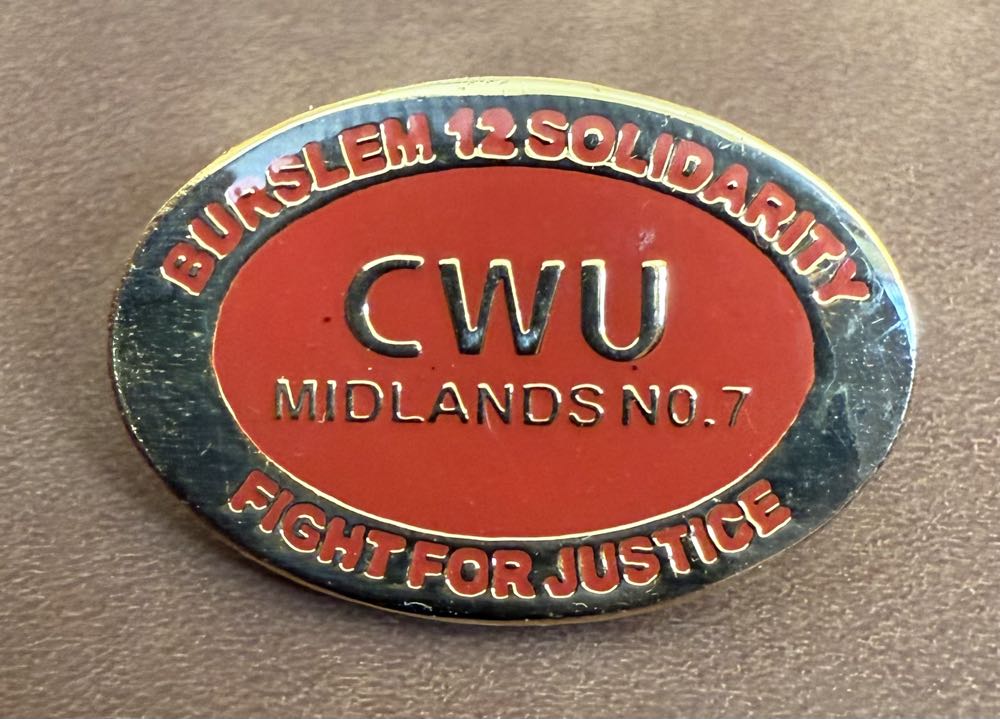 BURSLEM 12 SOLIDARITY
CWU
MIDLANDS NO.7
FIGHT FOR JUSTICE